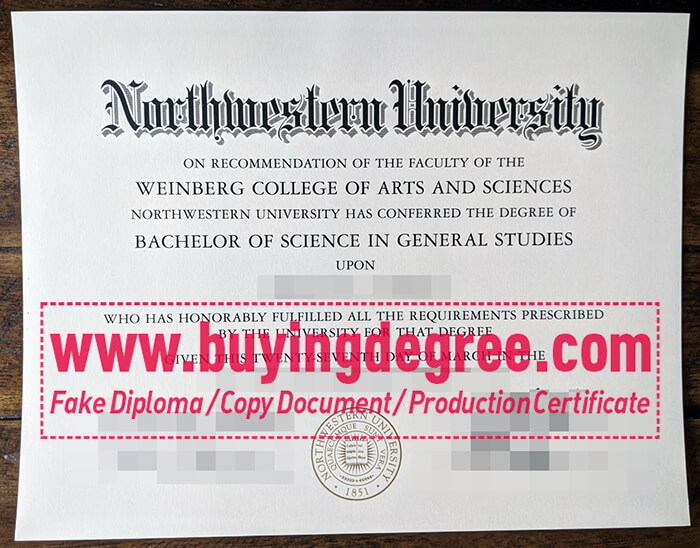 Northwestern University
ON RECOMMENDATION OF THE FACULTY OF THE
WEINBERG COLLEGE OF ARTS AND SCIENCES
NORTHWESTERN UNIVERSITY HAS CONFERRED THE DEGREE OF
BACHELOR OF SCIENCE IN GENERAL STUDIES
UPON
WHO HAS HONORABLY FULFILLED ALL THE REQUIREMENTS PRESCRIBED
BY THE UNIVERSITY FOR THAT DEGREE
GIVEN THIS TWENTY-SEVENTH DAY OF MARCH IN THE
www.buyingdegree.com
Fake Diploma / Copy Document / Production Certificate
NORTHWESTERN UNIVERSITY
QUAECUMQUE SUNT VERA
· 1851 ·